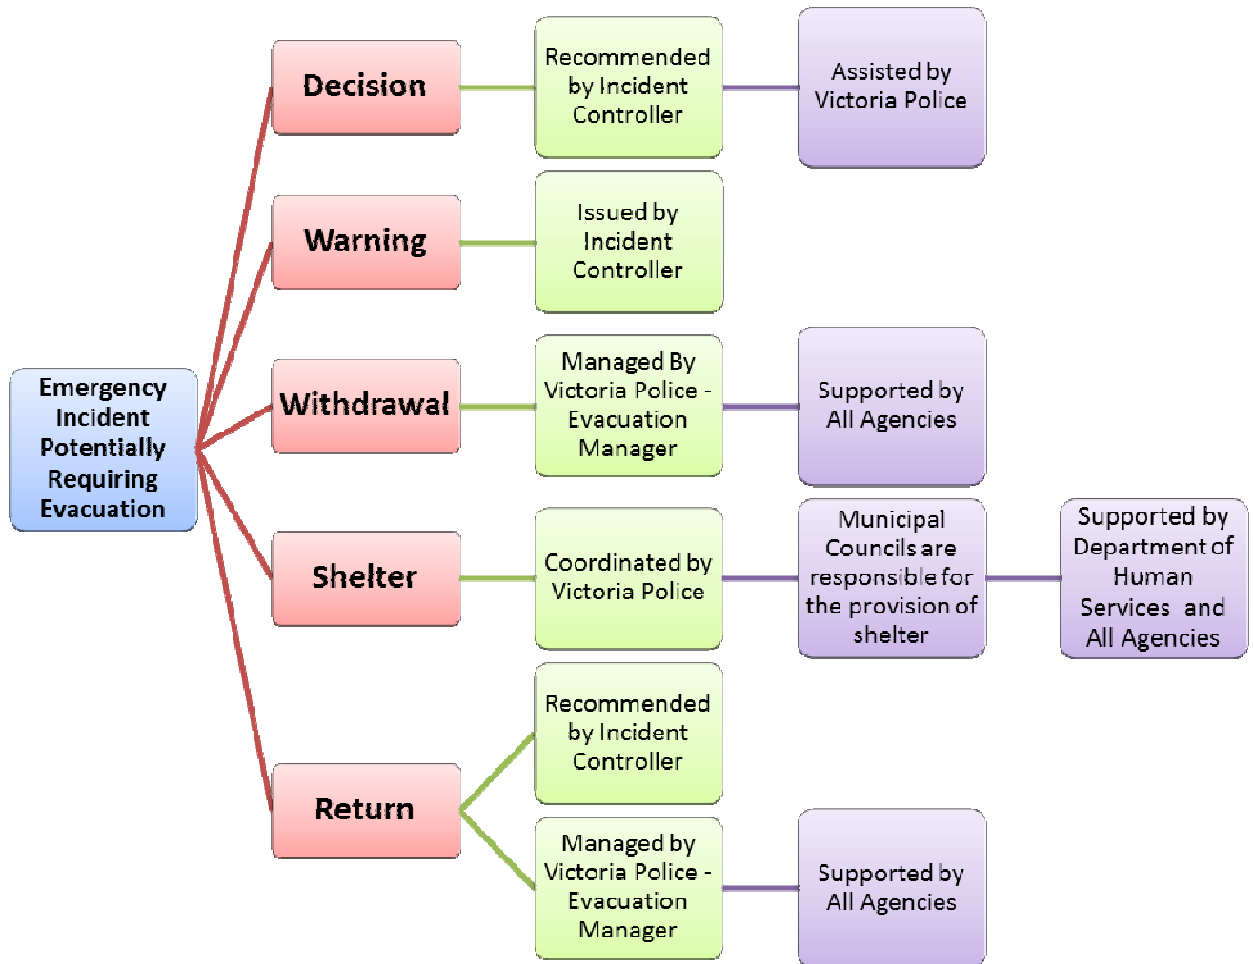 Emergency
Incident
Potentially
Requiring
Evacuation
Decision
Recommended
by Incident
Controller
Assisted by
Victoria Police
Warning
Issued by
Incident
Controller
Withdrawal
Managed By
Victoria Police -
Evacuation
Manager
Supported by
All Agencies
Shelter
Coordinated by
Victoria Police
Municipal
Councils are
responsible for
the provision of
shelter
Supported by
Department of
Human
Services and
All Agencies
Return
Recommended
by Incident
Controller
Managed by
Victoria Police -
Evacuation
Manager
Supported by
All Agencies